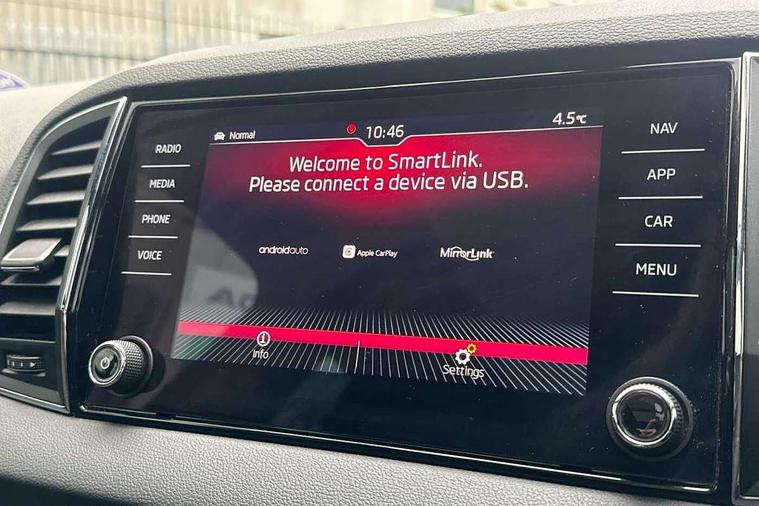 RADIO
MEDIA
PHONE
VOICE
Normal
10:46
4.5°C
Welcome to SmartLink.
Please connect a device via USB.
androidauto
Apple CarPlay
MirrorLink
Info
Settings
NAV
APP
CAR
MENU